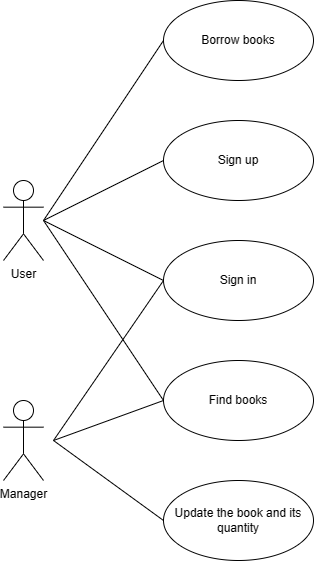 Borrow books
Sign up
User
Sign in
Find books
Manager
Update the book and its
quantity